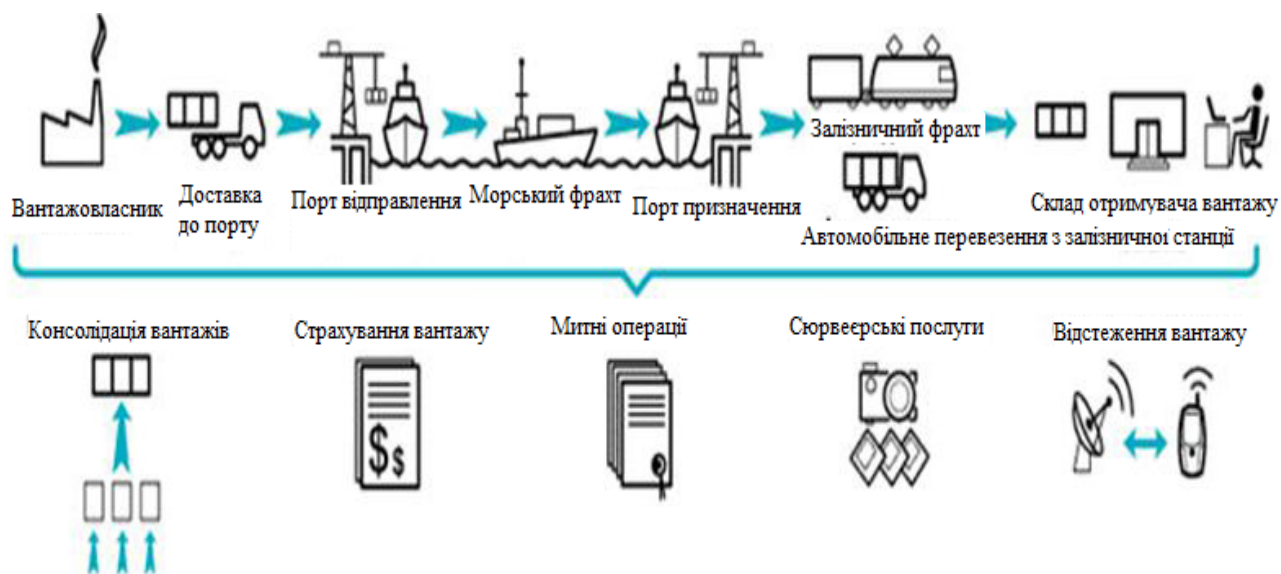 Залізничний фрахт
Вантажовласник
Доставка
до порту
Порт відправлення
Морський фрахт
Порт призначення
Склад отримувача вантажу
Автомобільне перевезення з залізничної станції
Консолідація вантажів
Страхування вантажу
Митні операції
Сюрвеєрські послуги
Відстеження вантажу
$ $